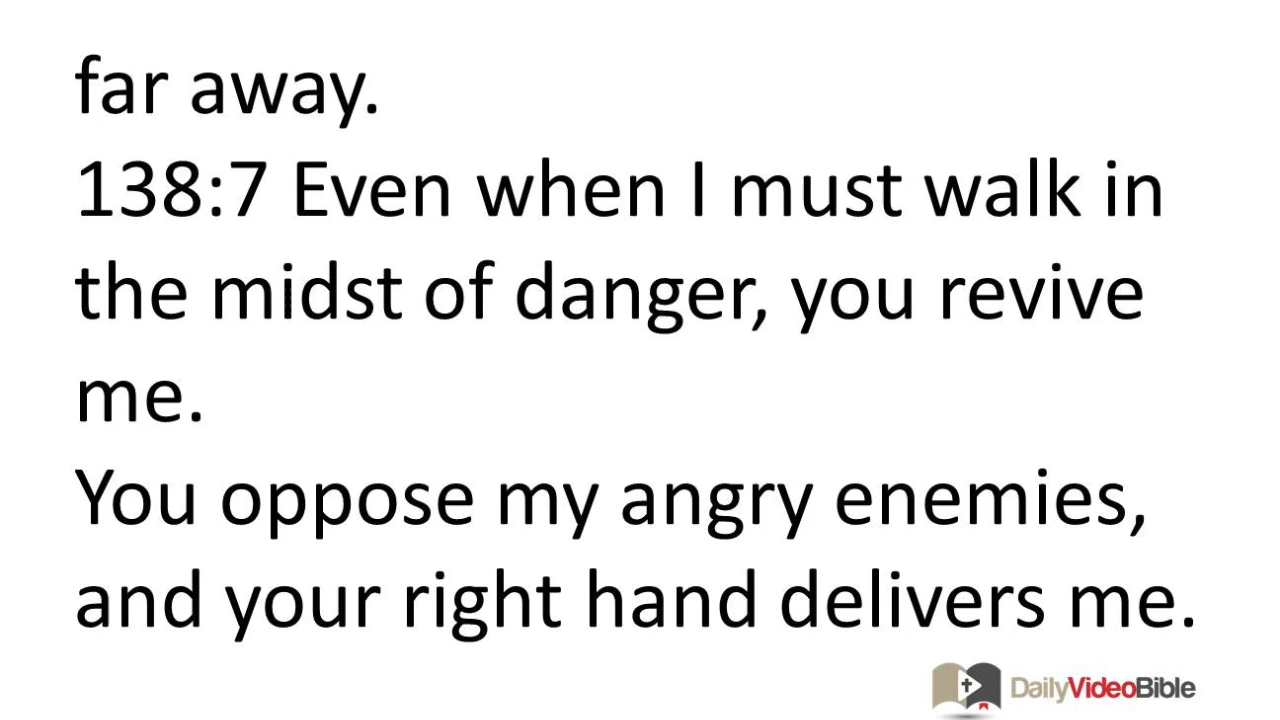 far away.
138:7 Even when I must walk in
the midst of danger, you revive
me.
You oppose my angry enemies,
and your right hand delivers me.
DailyVideoBible